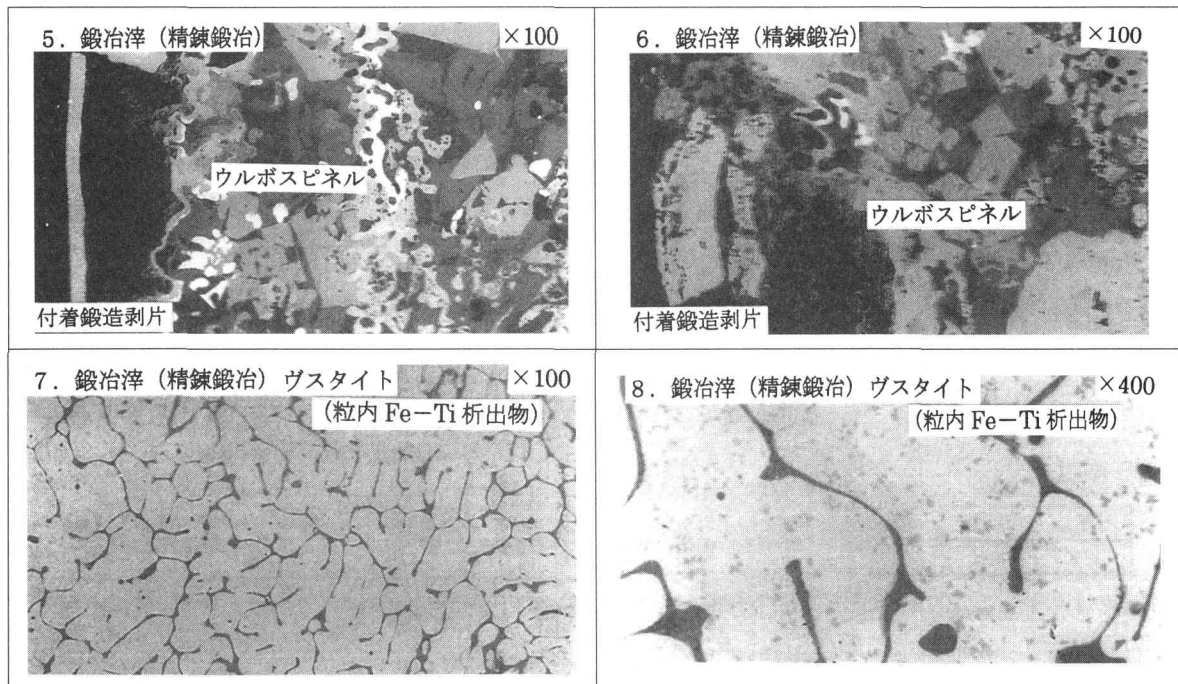 5．鍛冶滓（精錬鍛冶） ×100
ウルボスピネル
付着鍛造剥片
6．鍛冶滓（精錬鍛冶） ×100
ウルボスピネル
付着鍛造剥片
7．鍛冶滓（精錬鍛冶）ヴスタイト ×100
（粒内 Fe－Ti 析出物）
8．鍛冶滓（精錬鍛冶）ヴスタイト ×400
（粒内 Fe－Ti 析出物）